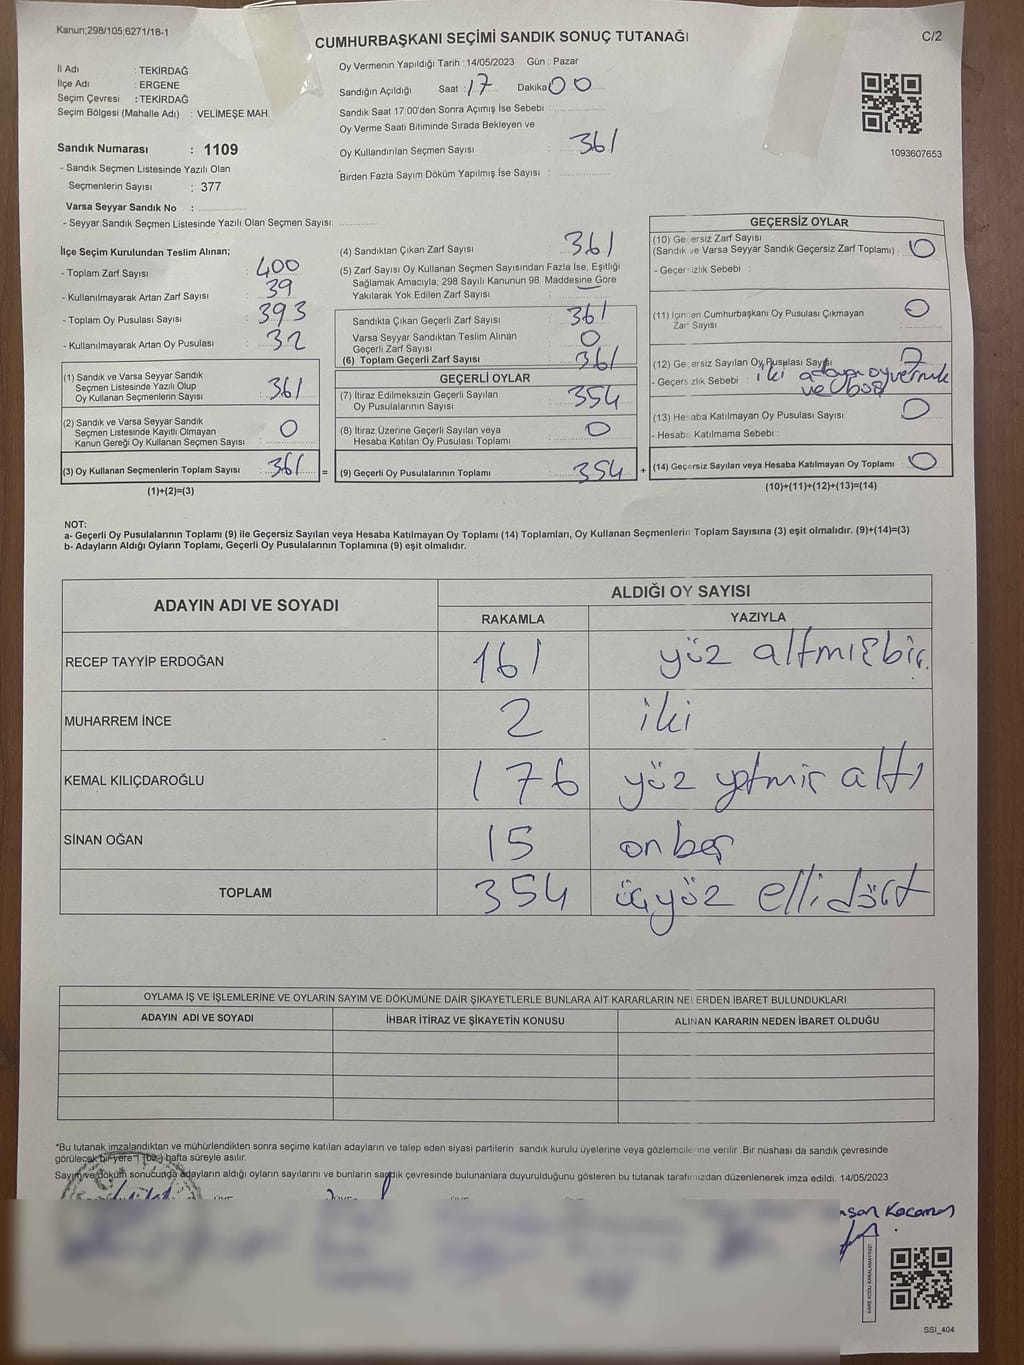 Kanun;298/105;6271/18-1
CUMHURBAŞKANI SEÇİMİ SANDIK SONUÇ TUTANAĞI
C/2
İl Adı : TEKİRDAĞ
İlçe Adı : ERGENE
Seçim Çevresi : TEKİRDAĞ
Seçim Bölgesi (Mahalle Adı) : VELİMEŞE MAH.
Sandık Numarası : 1109
- Sandık Seçmen Listesinde Yazılı Olan
Seçmenlerin Sayısı : 377
Varsa Seyyar Sandık No :
- Seyyar Sandık Seçmen Listesinde Yazılı Olan Seçmen Sayısı:
Oy Vermenin Yapıldığı Tarih : 14/05/2023 Gün : Pazar
Sandığın Açıldığı Saat : 17 Dakika 00
Sandık Saat 17:00'den Sonra Açımış İse Sebebi :
Oy Verme Saati Bitiminde Sırada Bekleyen ve
Oy Kullandırılan Seçmen Sayısı : 361
Birden Fazla Sayım Döküm Yapılmış İse Sayısı :
1093607653
İlçe Seçim Kurulundan Teslim Alınan;
- Toplam Zarf Sayısı : 400
- Kullanılmayarak Artan Zarf Sayısı : 39
- Toplam Oy Pusulası Sayısı : 393
- Kullanılmayarak Artan Oy Pusulası : 32
(1) Sandık ve Varsa Seyyar Sandık
Seçmen Listesinde Yazılı Olup
Oy Kullanan Seçmenlerin Sayısı : 361
(2) Sandık ve Varsa Seyyar Sandık
Seçmen Listesinde Kayıtlı Olmayan
Kanun Gereği Oy Kullanan Seçmen Sayısı : 0
(3) Oy Kullanan Seçmenlerin Toplam Sayısı : 361 =
(1)+(2)=(3)
(4) Sandıktan Çıkan Zarf Sayısı : 361
(5) Zarf Sayısı Oy Kullanan Seçmen Sayısından Fazla İse, Eşitliği
Sağlamak Amacıyla; 298 Sayılı Kanunun 98. Maddesine Göre
Yakılarak Yok Edilen Zarf Sayısı :
Sandıkta Çıkan Geçerli Zarf Sayısı : 361
Varsa Seyyar Sandıktan Teslim Alınan
Geçerli Zarf Sayısı : 0
(6) Toplam Geçerli Zarf Sayısı : 361
GEÇERLİ OYLAR
(7) İtiraz Edilmeksizin Geçerli Sayılan
Oy Pusulalarının Sayısı : 354
(8) İtiraz Üzerine Geçerli Sayılan veya
Hesaba Katılan Oy Pusulası Toplamı : 0
(9) Geçerli Oy Pusulalarının Toplamı : 354 +
GEÇERSİZ OYLAR
(10) Geçersiz Zarf Sayısı
(Sandık ve Varsa Seyyar Sandık Geçersiz Zarf Toplamı) : 0
- Geçersizlik Sebebi :
(11) İçinden Cumhurbaşkanı Oy Pusulası Çıkmayan
Zarf Sayısı : 0
(12) Geçersiz Sayılan Oy Pusulası Sayısı : 7
- Geçersizlik Sebebi : iki adaya oy vermek
ve boş
(13) Hesaba Katılmayan Oy Pusulası Sayısı : 0
- Hesaba Katılmama Sebebi :
(14) Geçersiz Sayılan veya Hesaba Katılmayan Oy Toplamı : 0
(10)+(11)+(12)+(13)=(14)
NOT:
a- Geçerli Oy Pusulalarının Toplamı (9) ile Geçersiz Sayılan veya Hesaba Katılmayan Oy Toplamı (14) Toplamları, Oy Kullanan Seçmenlerin Toplam Sayısına (3) eşit olmalıdır. (9)+(14)=(3)
b- Adayların Aldığı Oyların Toplamı, Geçerli Oy Pusulalarının Toplamına (9) eşit olmalıdır.
ADAYIN ADI VE SOYADI
ALDIĞI OY SAYISI
RAKAMLA YAZIYLA
RECEP TAYYİP ERDOĞAN 161 yüz altmışbir.
MUHARREM İNCE 2 iki
KEMAL KILIÇDAROĞLU 176 yüz ytmiş altı
SİNAN OĞAN 15 onbeş
TOPLAM 354 üçyüz ellidört
OYLAMA İŞ VE İŞLEMLERİNE VE OYLARIN SAYIM VE DÖKÜMÜNE DAİR ŞİKAYETLERLE BUNLARA AİT KARARLARIN NELERDEN İBARET BULUNDUKLARI
ADAYIN ADI VE SOYADI İHBAR İTİRAZ VE ŞİKAYETİN KONUSU ALINAN KARARIN NEDEN İBARET OLDUĞU
*Bu tutanak imzalandıktan ve mühürlendikten sonra seçime katılan adayların ve talep eden siyasi partilerin sandık kurulu üyelerine veya gözlemcilerine verilir. Bir nüshası da sandık çevresinde
görülecek bir yere 1 (bir) hafta süreyle asılır.
Sayım ve döküm sonucunda adayların aldığı oyların sayılarını ve bunların sandık çevresinde bulunanlara duyurulduğunu gösteren bu tutanak tarafımızdan düzenlenerek imza edildi. 14/05/2023
KARE KODU KARALAMAYINIZ!
SSI_404